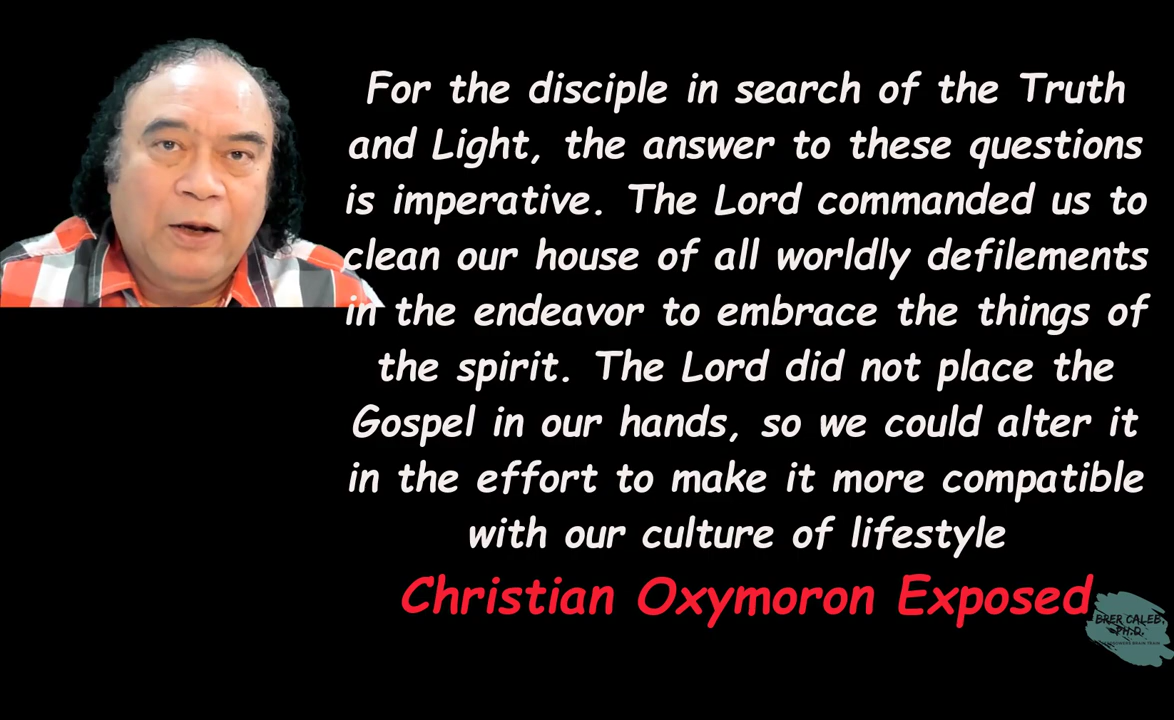 For the disciple in search of the Truth
and Light, the answer to these questions
is imperative. The Lord commanded us to
clean our house of all worldly defilements
in the endeavor to embrace the things of
the spirit. The Lord did not place the
Gospel in our hands, so we could alter it
in the effort to make it more compatible
with our culture of lifestyle
Christian Oxymoron Exposed
BRER CALEB,
PH.D.